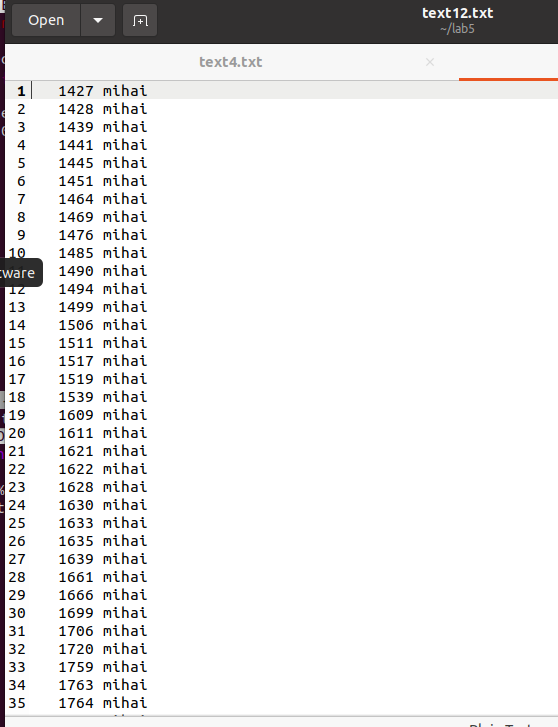 Open
text12.txt
~/lab5
text4.txt
1 1427 mihai
2 1428 mihai
3 1439 mihai
4 1441 mihai
5 1445 mihai
6 1451 mihai
7 1464 mihai
8 1469 mihai
9 1476 mihai
10 1485 mihai
1490 mihai
tware
12 1494 mihai
13 1499 mihai
14 1506 mihai
15 1511 mihai
16 1517 mihai
17 1519 mihai
18 1539 mihai
19 1609 mihai
20 1611 mihai
21 1621 mihai
22 1622 mihai
23 1628 mihai
24 1630 mihai
25 1633 mihai
26 1635 mihai
27 1639 mihai
28 1661 mihai
29 1666 mihai
30 1699 mihai
31 1706 mihai
32 1720 mihai
33 1759 mihai
34 1763 mihai
35 1764 mihai